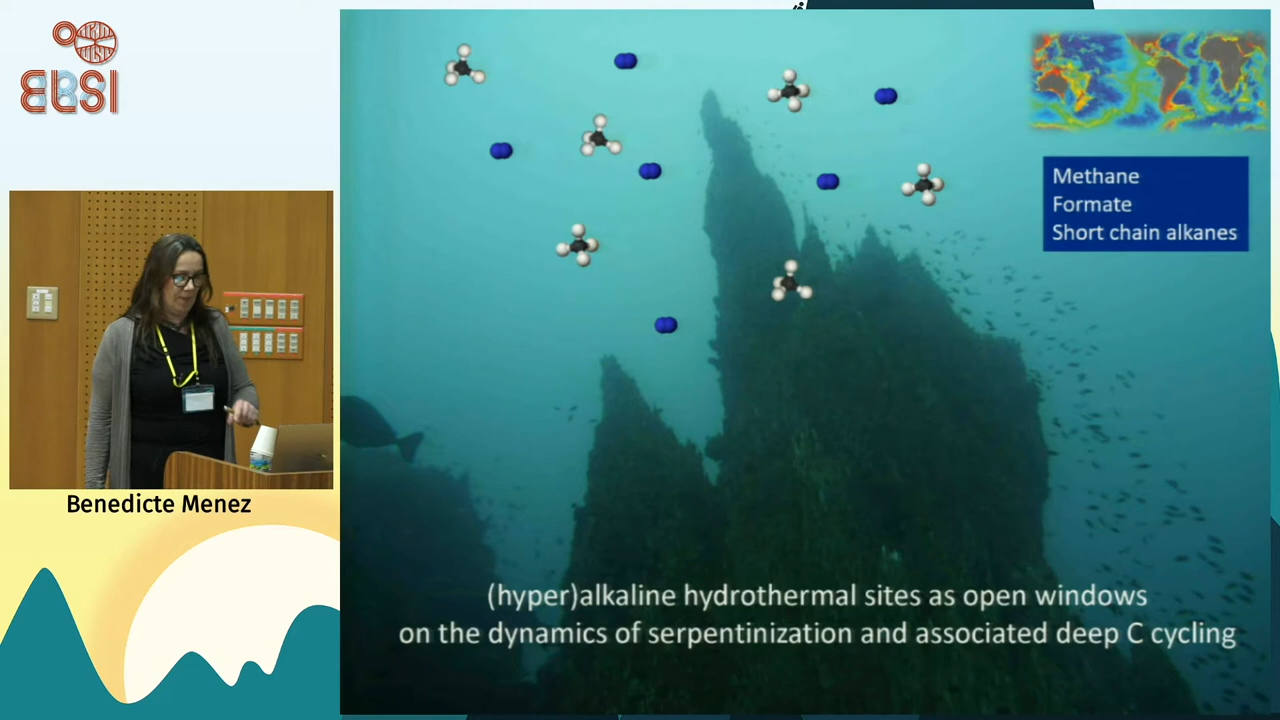 ELSI
Methane
Formate
Short chain alkanes
Benedicte Menez
(hyper)alkaline hydrothermal sites as open windows
on the dynamics of serpentinization and associated deep C cycling